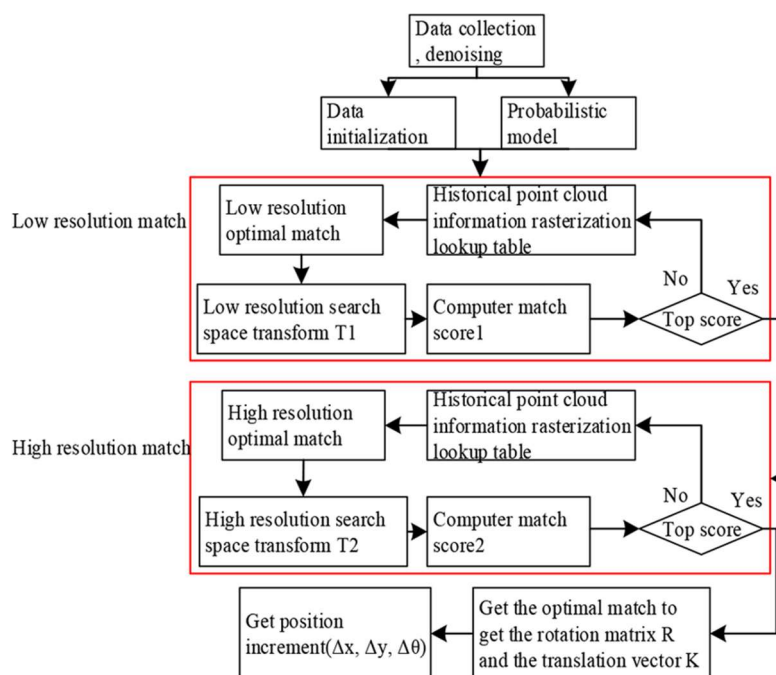 Data collection
, denoising
Data
initialization
Probabilistic
model
Low resolution match
Low resolution
optimal match
Historical point cloud
information rasterization
lookup table
No
Yes
Low resolution search
space transform T1
Computer match
score1
Top score
High resolution match
High resolution
optimal match
Historical point cloud
information rasterization
lookup table
No
Yes
High resolution search
space transform T2
Computer match
score2
Top score
Get position
increment(Δx, Δy, Δθ)
Get the optimal match to
get the rotation matrix R
and the translation vector K